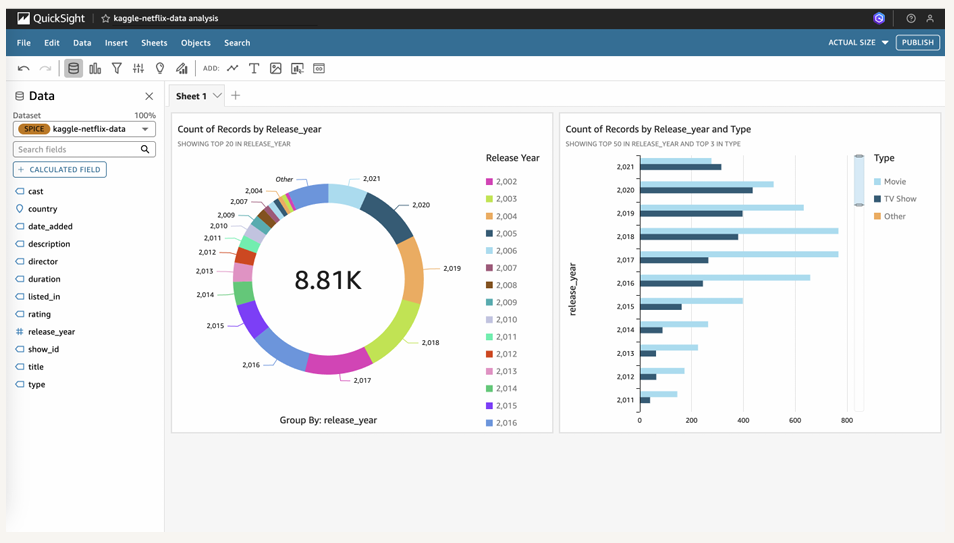 QuickSight
kaggle-netflix-data analysis
File Edit Data Insert Sheets Objects Search
ACTUAL SIZE PUBLISH
ADD:
Data
Dataset 100%
SPICE kaggle-netflix-data
Search fields
+ CALCULATED FIELD
cast
country
date_added
description
director
duration
listed_in
rating
release_year
show_id
title
type
Sheet 1
Count of Records by Release_year
SHOWING TOP 20 IN RELEASE_YEAR
Other
2,021
2,020
2,019
2,018
2,017
2,016
2,015
2,014
2,013
2,012
2,011
2,010
2,009
2,007
2,004
8.81K
Group By: release_year
Release Year
2,002
2,003
2,004
2,005
2,006
2,007
2,008
2,009
2,010
2,011
2,012
2,013
2,014
2,015
2,016
Count of Records by Release_year and Type
SHOWING TOP 50 IN RELEASE_YEAR AND TOP 3 IN TYPE
release_year
2,021
2,020
2,019
2,018
2,017
2,016
2,015
2,014
2,013
2,012
2,011
0 200 400 600 800
Type
Movie
TV Show
Other